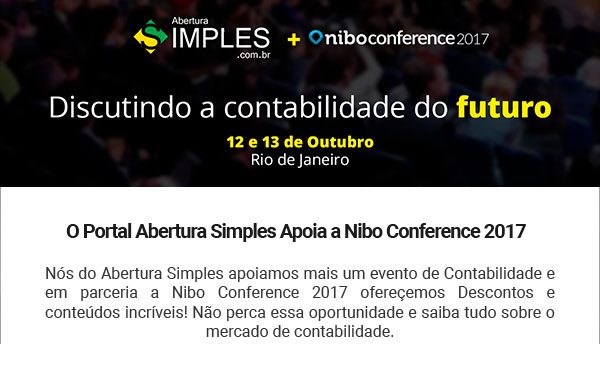 Abertura
SIMPLES + niboconference2017
.com.br
Discutindo a contabilidade do futuro
12 e 13 de Outubro
Rio de Janeiro
O Portal Abertura Simples Apoia a Nibo Conference 2017
Nós do Abertura Simples apoiamos mais um evento de Contabilidade e
em parceria a Nibo Conference 2017 ofereçemos Descontos e
conteúdos incríveis! Não perca essa oportunidade e saiba tudo sobre o
mercado de contabilidade.